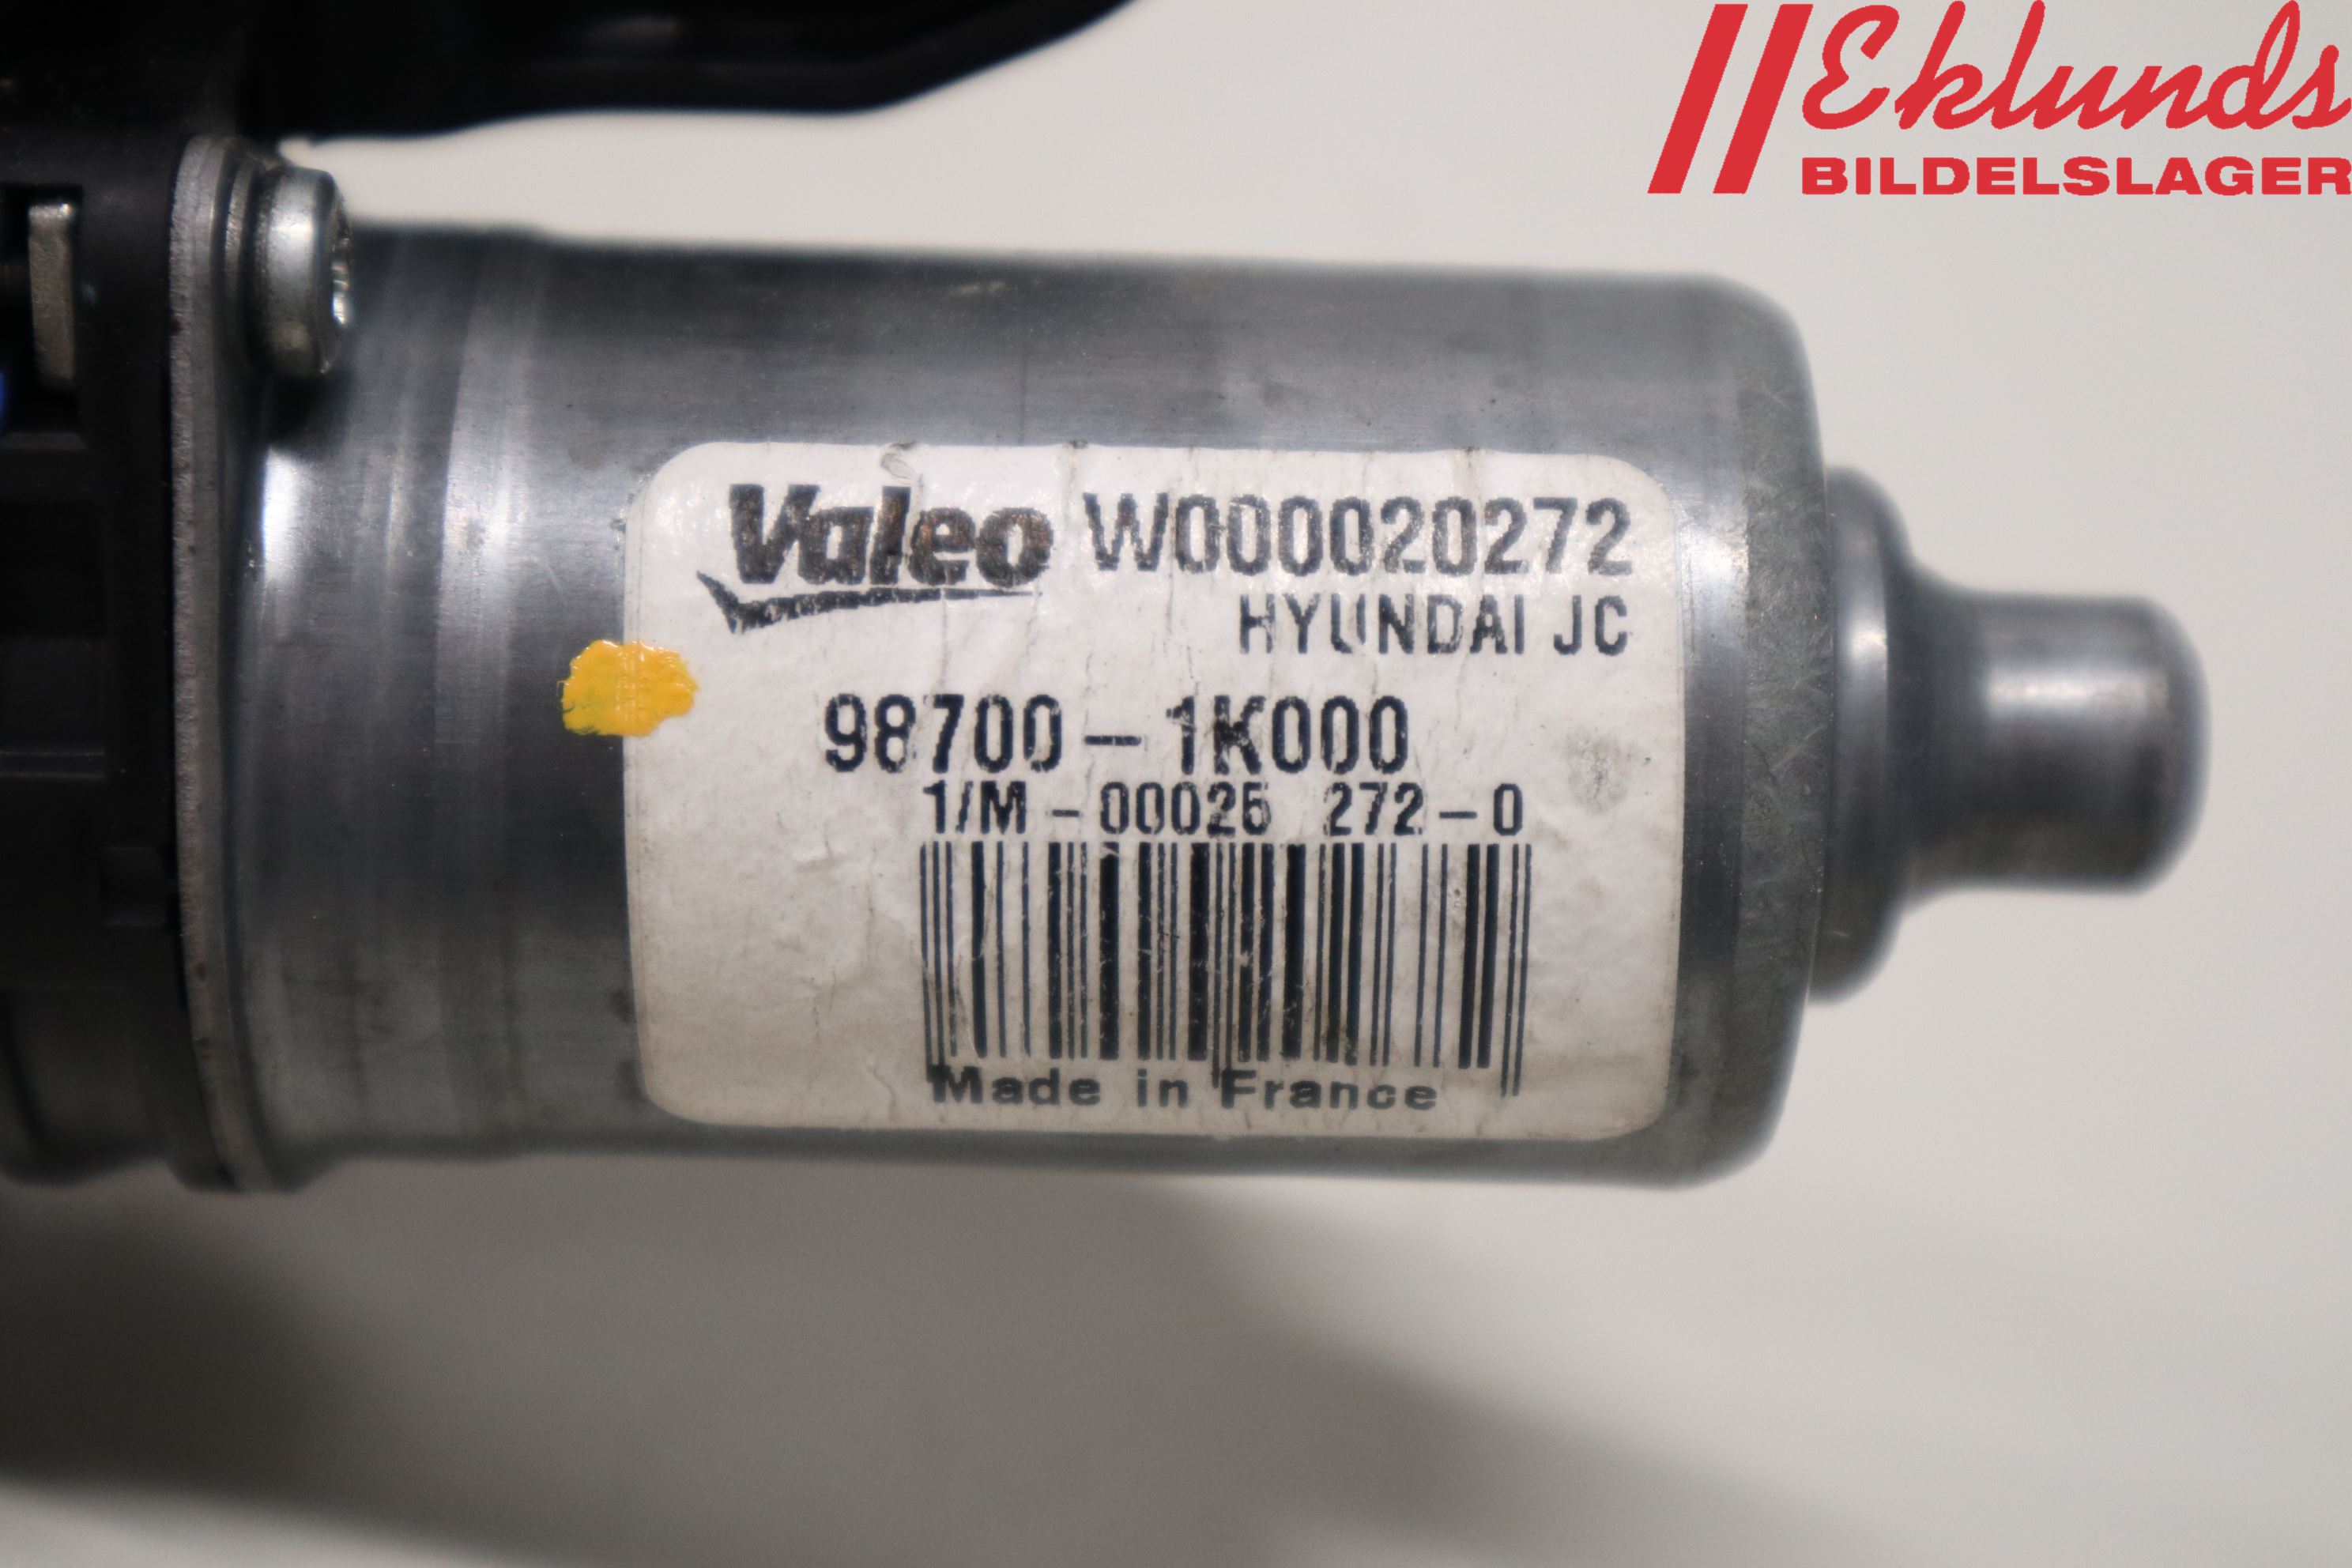 Eklunds
BILDELSLAGER
Valeo W000020272
HYUNDAI JC
98700-1K000
1/M-00025 272-0
Made in France